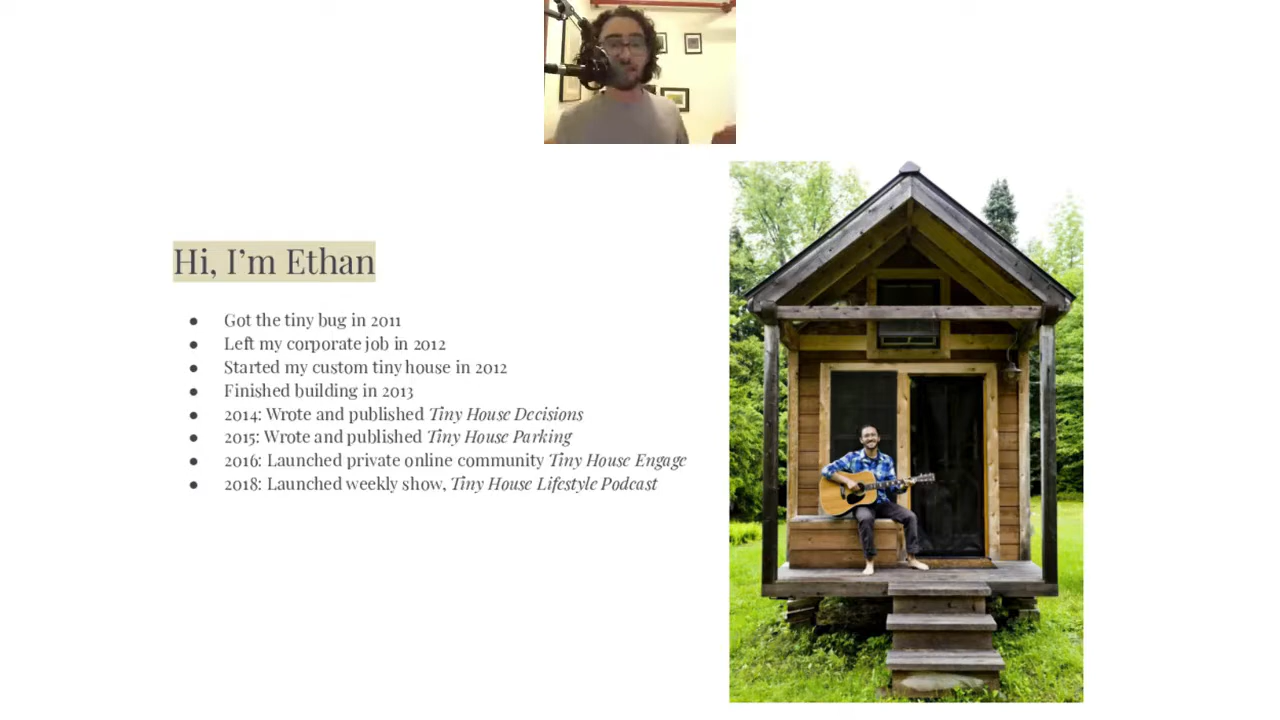 Hi, I’m Ethan
● Got the tiny bug in 2011
● Left my corporate job in 2012
● Started my custom tiny house in 2012
● Finished building in 2013
● 2014: Wrote and published Tiny House Decisions
● 2015: Wrote and published Tiny House Parking
● 2016: Launched private online community Tiny House Engage
● 2018: Launched weekly show, Tiny House Lifestyle Podcast